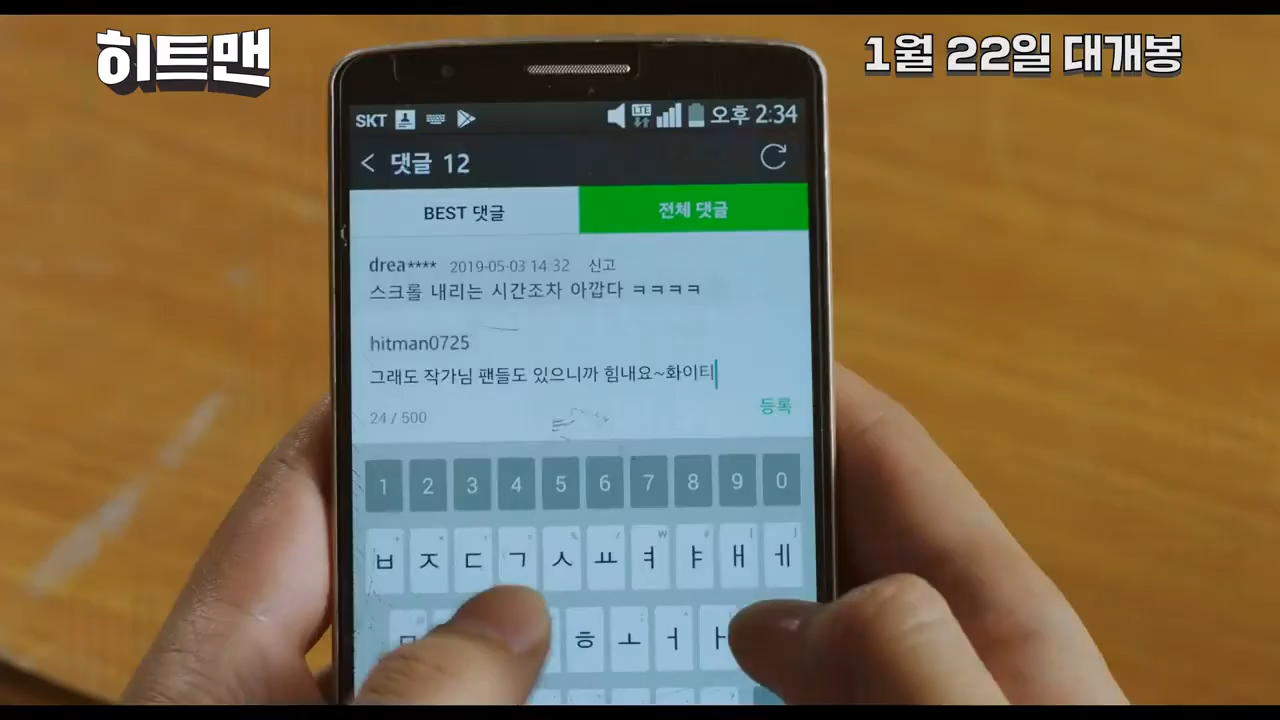 히트맨
1월 22일 대개봉
SKT LTE 오후 2:34
< 댓글 12
BEST 댓글 전체 댓글
drea**** 2019-05-03 14:32 신고
스크롤 내리는 시간조차 아깝다 ㅋㅋㅋㅋ
hitman0725
그래도 작가님 팬들도 있으니까 힘내요~화이티
등록
24 / 500
1 2 3 4 5 6 7 8 9 0
ㅂ ㅈ ㄷ ㄱ ㅅ ㅛ ㅕ ㅑ ㅐ ㅔ
ㅁ ㅎ ㅗ ㅓ ㅏ